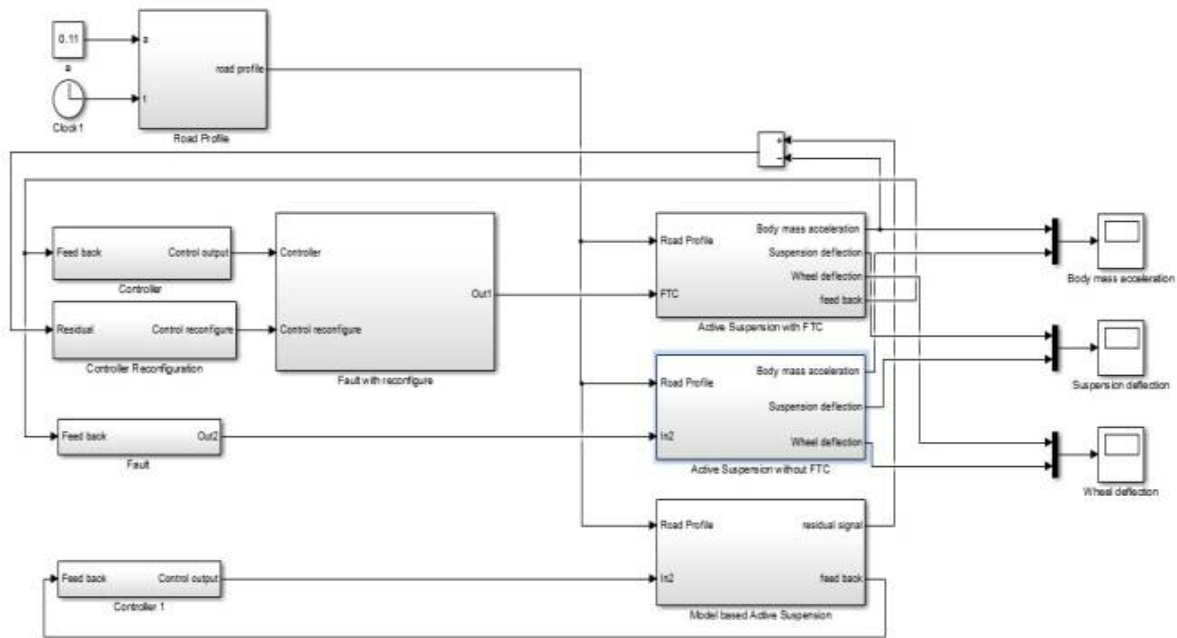 0.11
a
Clock1
a
t
road profile
Road Profile
Feed back
Control output
Controller
Residual
Control reconfigure
Controller Reconfiguration
Controller
Control reconfigure
Out1
Fault with reconfigure
Feed back
Out2
Fault
Feed back
Control output
Controller 1
+
−
Road Profile
FTC
Body mass acceleration
Suspension deflection
Wheel deflection
feed back
Active Suspension with FTC
Road Profile
In2
Body mass acceleration
Suspension deflection
Wheel deflection
Active Suspension without FTC
Road Profile
In2
residual signal
feed back
Model based Active Suspension
Body mass acceleration
Suspension deflection
Wheel deflection